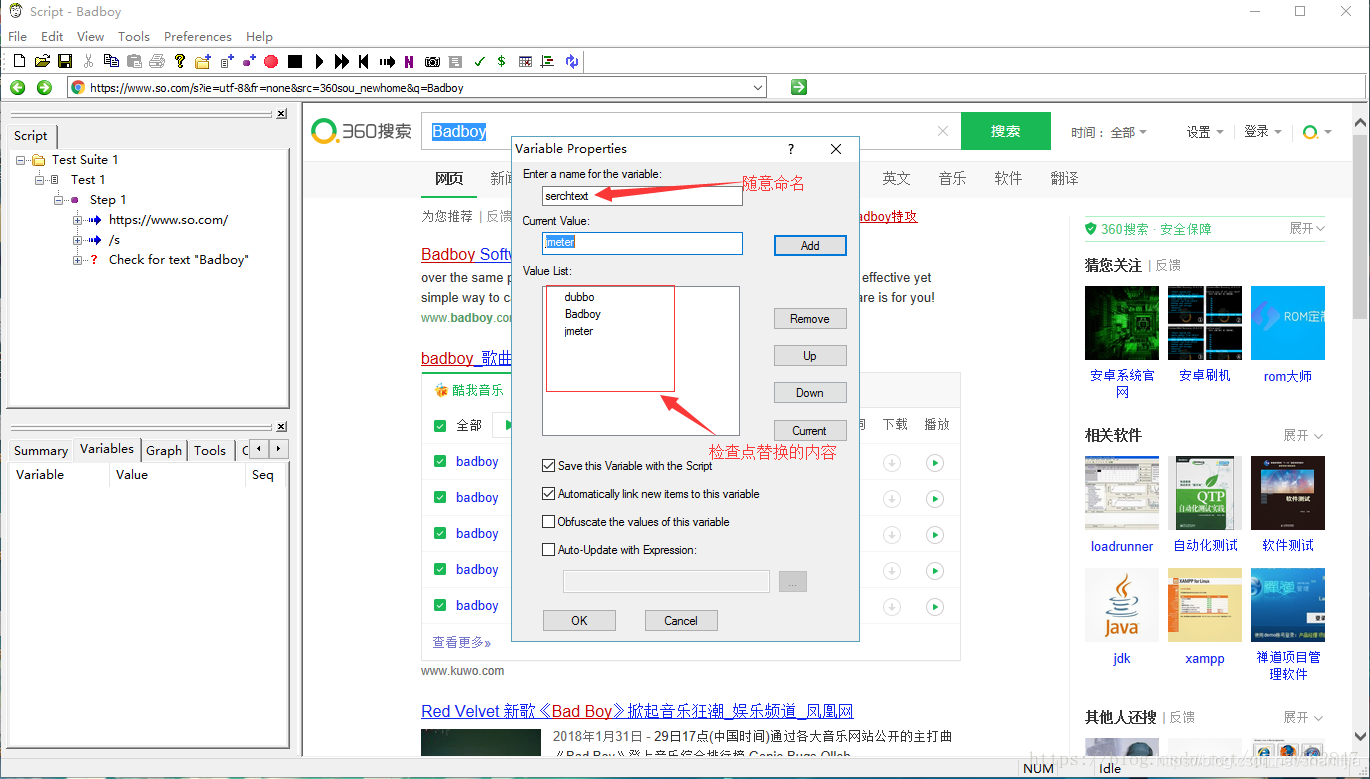 Script - Badboy
File Edit View Tools Preferences Help
https://www.so.com/s?ie=utf-8&fr=none&src=360sou_newhome&q=Badboy
Script
Test Suite 1
Test 1
Step 1
https://www.so.com/
/s
Check for text "Badboy"
Summary Variables Graph Tools
Variable Value Seq
360搜索
Badboy
搜索
时间： 全部
设置
登录
网页
英文 音乐 软件 翻译
为您推荐 | 反馈
adboy特攻
over the same
effective yet
simple way to
are is for you!
badboy_歌曲
酷我音乐
全部
下载 播放
badboy
badboy
badboy
badboy
badboy
查看更多»
www.kuwo.com
Red Velvet 新歌《Bad Boy》掀起音乐狂潮_娱乐频道_凤凰网
2018年1月31日 - 29日17点(中国时间)通过各大音乐网站公开的主打曲
Variable Properties
Enter a name for the variable:
serchtext
随意命名
Current Value:
jmeter
Add
Value List:
dubbo
Badboy
jmeter
Remove
Up
Down
Current
检查点替换的内容
Save this Variable with the Script
Automatically link new items to this variable
Obfuscate the values of this variable
Auto-Update with Expression:
...
OK Cancel
360搜索 · 安全保障
展开
猜您关注 | 反馈
安卓系统官网
安卓刷机
rom大师
相关软件
展开
loadrunner
自动化测试
软件测试
jdk
xampp
禅道项目管理软件
其他人还搜 | 反馈
展开
NUM
Idle